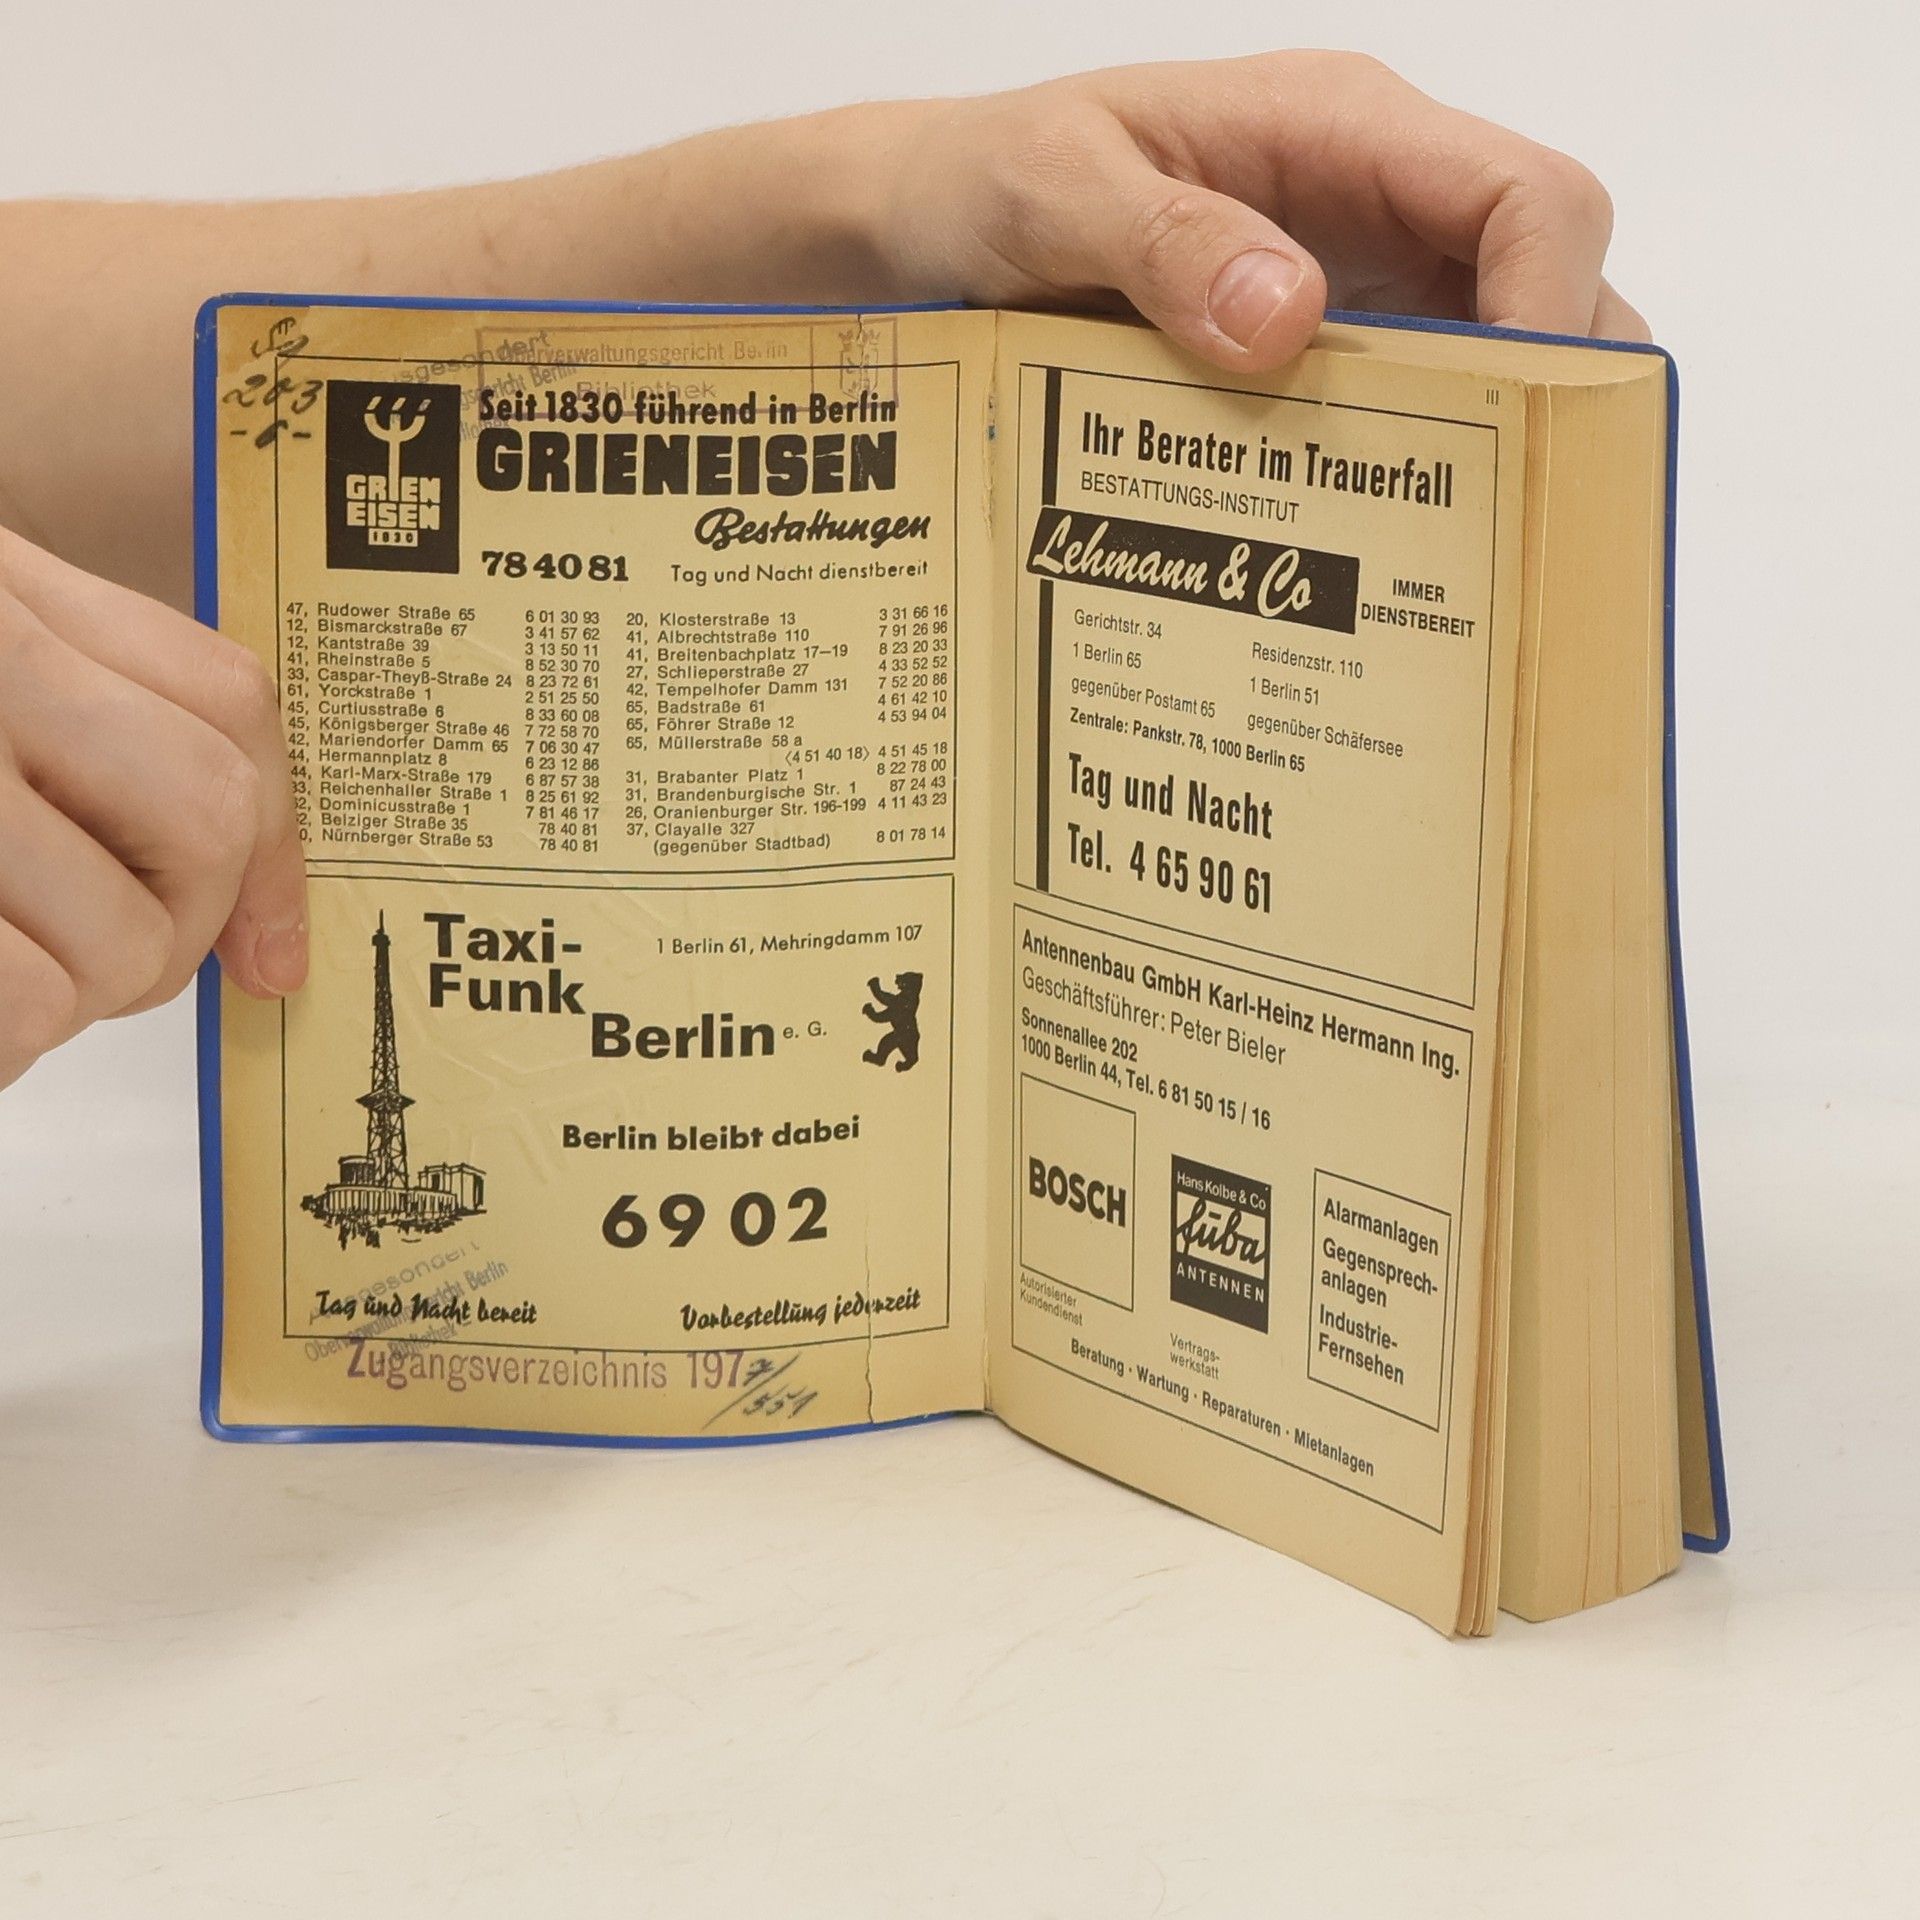 203
-6-
Ausgesondert
Oberverwaltungsgericht Berlin
Bibliothek
Seit 1830 führend in Berlin
GRIENEISEN
GRIEN
EISEN
1830
Bestattungen
78 40 81 Tag und Nacht dienstbereit
47, Rudower Straße 65 6 01 30 93
12, Bismarckstraße 67 3 41 57 62
12, Kantstraße 39 3 13 50 11
41, Rheinstraße 5 8 52 30 70
33, Caspar-Theyß-Straße 24 8 23 72 61
61, Yorckstraße 1 2 51 25 50
45, Curtiusstraße 6 8 33 60 08
45, Königsberger Straße 46 7 72 58 70
42, Mariendorfer Damm 65 7 06 30 47
44, Hermannplatz 8 6 23 12 86
44, Karl-Marx-Straße 179 6 87 57 38
33, Reichenhaller Straße 1 8 25 61 92
62, Dominicusstraße 1 7 81 46 17
62, Belziger Straße 35 78 40 81
0, Nürnberger Straße 53 78 40 81
20, Klosterstraße 13 3 31 66 16
41, Albrechtstraße 110 7 91 26 96
41, Breitenbachplatz 17–19 8 23 20 33
27, Schlieperstraße 27 4 33 52 52
42, Tempelhofer Damm 131 7 52 20 86
65, Badstraße 61 4 61 42 10
65, Föhrer Straße 12 4 53 94 04
65, Müllerstraße 58 a
⟨4 51 40 18⟩ 4 51 45 18
31, Brabanter Platz 1 8 22 78 00
31, Brandenburgische Str. 1 87 24 43
26, Oranienburger Str. 196-199 4 11 43 23
37, Clayalle 327
(gegenüber Stadtbad) 8 01 78 14
Taxi-
Funk
Berlin e. G.
1 Berlin 61, Mehringdamm 107
Berlin bleibt dabei
69 02
Tag und Nacht bereit Vorbestellung jederzeit
Ausgesondert
Oberverwaltungsgericht Berlin
– Bibliothek –
Zugangsverzeichnis 1977/551
III
Ihr Berater im Trauerfall
BESTATTUNGS-INSTITUT
Lehmann & Co
IMMER
DIENSTBEREIT
Gerichtstr. 34
1 Berlin 65
gegenüber Postamt 65
Residenzstr. 110
1 Berlin 51
gegenüber Schäfersee
Zentrale: Pankstr. 78, 1000 Berlin 65
Tag und Nacht
Tel. 4 65 90 61
Antennenbau GmbH Karl-Heinz Hermann Ing.
Geschäftsführer: Peter Bieler
Sonnenallee 202
1000 Berlin 44, Tel. 6 81 50 15 / 16
BOSCH
Autorisierter
Kundendienst
Hans Kolbe & Co
fuba
ANTENNEN
Vertrags-
werkstatt
Alarmanlagen
Gegensprech-
anlagen
Industrie-
Fernsehen
Beratung · Wartung · Reparaturen · Mietanlagen